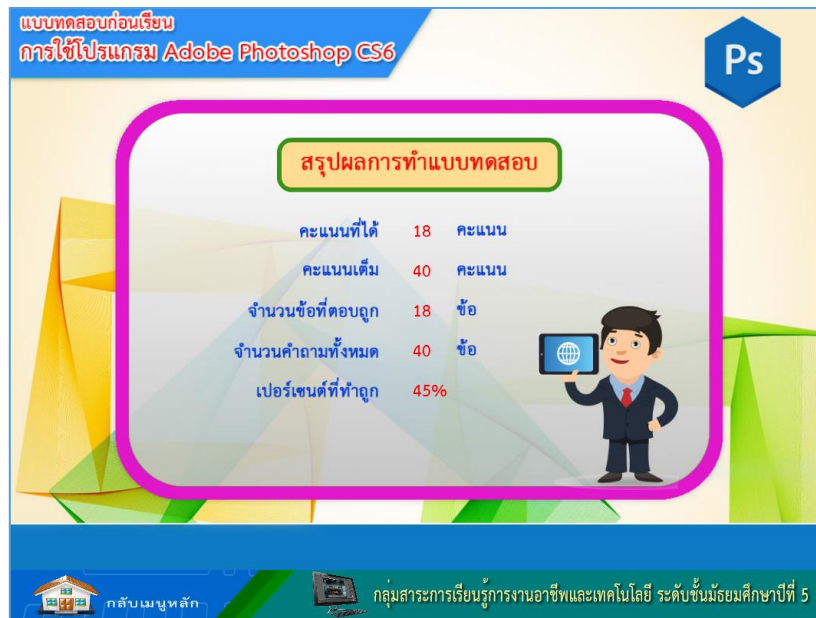 แบบทดสอบก่อนเรียน
การใช้โปรแกรม Adobe Photoshop CS6
Ps
สรุปผลการทำแบบทดสอบ
คะแนนที่ได้ 18 คะแนน
คะแนนเต็ม 40 คะแนน
จำนวนข้อที่ตอบถูก 18 ข้อ
จำนวนคำถามทั้งหมด 40 ข้อ
เปอร์เซนต์ที่ทำถูก 45%
กลับเมนูหลัก
กลุ่มสาระการเรียนรู้การงานอาชีพและเทคโนโลยี ระดับชั้นมัธยมศึกษาปีที่ 5